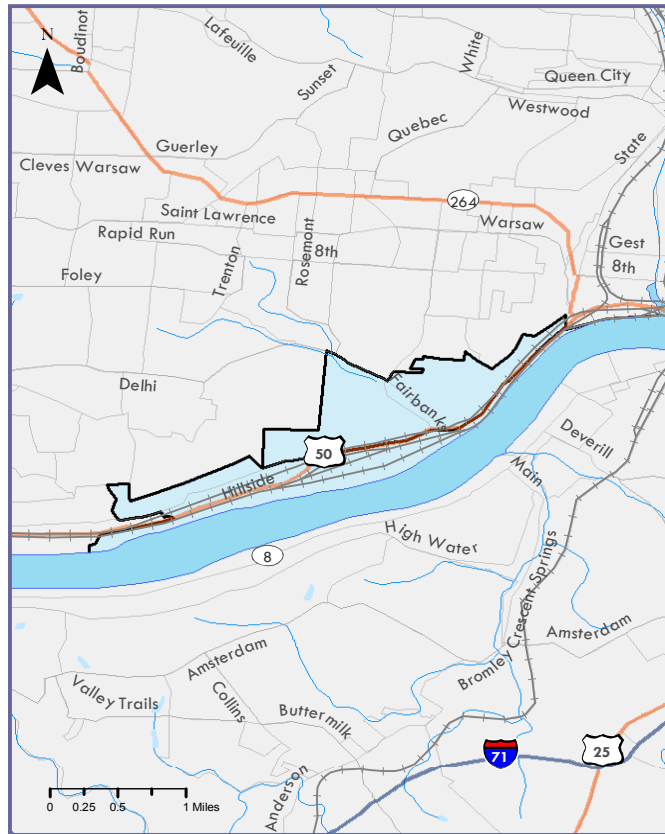 N
Boudinot
Lafeuille
Sunset
White
Queen City
Westwood
Quebec
State
Guerley
Cleves Warsaw
264
Saint Lawrence
Warsaw
Rapid Run
Trenton
Rosemont
8th
Gest
8th
Foley
Delhi
Fairbanks
50
Hillside
Deverill
Main
High Water
8
Bromley Crescent Springs
Amsterdam
Amsterdam
Valley Trails
Collins
Buttermilk
Anderson
71
25
0 0.25 0.5 1 Miles